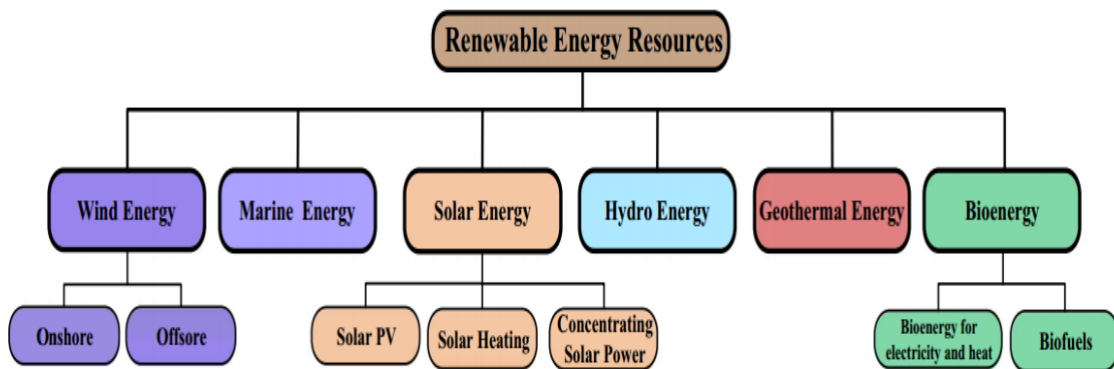 Renewable Energy Resources
Wind Energy
Marine Energy
Solar Energy
Hydro Energy
Geothermal Energy
Bioenergy
Onshore
Offsore
Solar PV
Solar Heating
Concentrating
Solar Power
Bioenergy for
electricity and heat
Biofuels